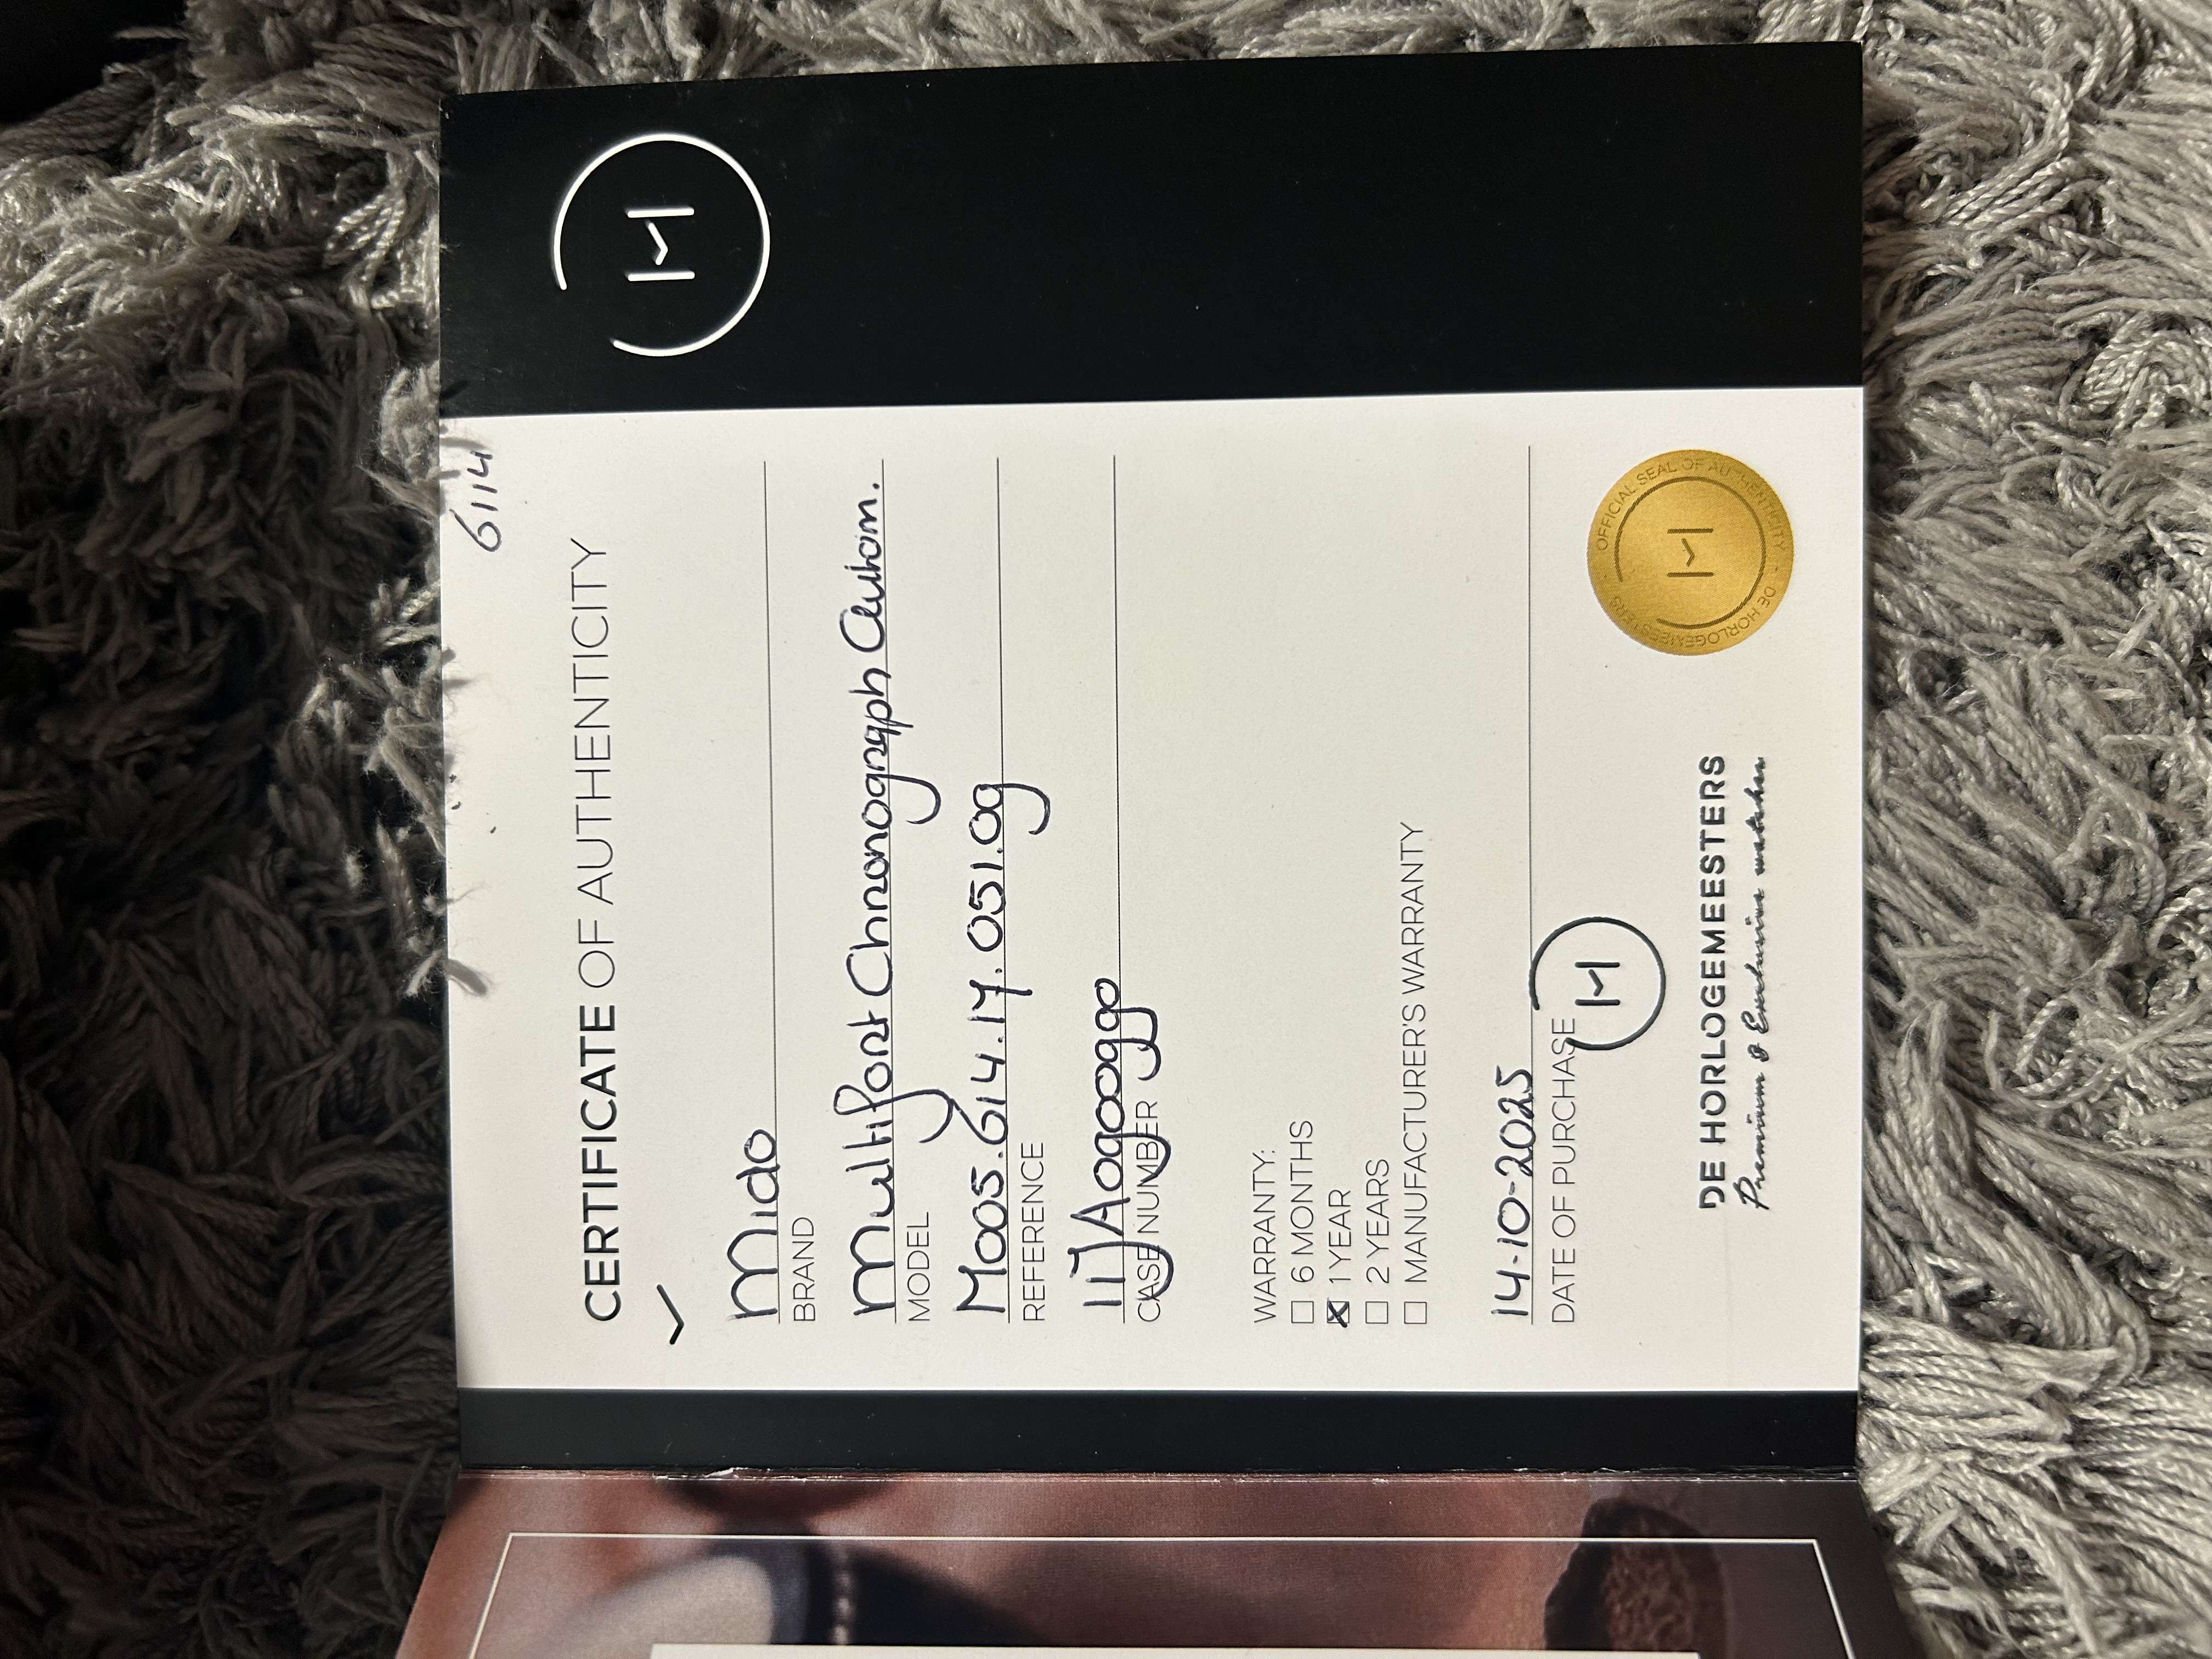 6114
CERTIFICATE OF AUTHENTICITY
Mido
BRAND
Multifort Chronograph Autom.
MODEL
M005.614.17.051.09
REFERENCE
CASE NUMBER
WARRANTY:
6 MONTHS
1 YEAR
2 YEARS
MANUFACTURER'S WARRANTY
14-10-2025
DATE OF PURCHASE
DE HORLOGEMEESTERS
Premium & Exclusive watches
OFFICIAL SEAL OF AUTHENTICITY - DE HORLOGEMEESTERS -